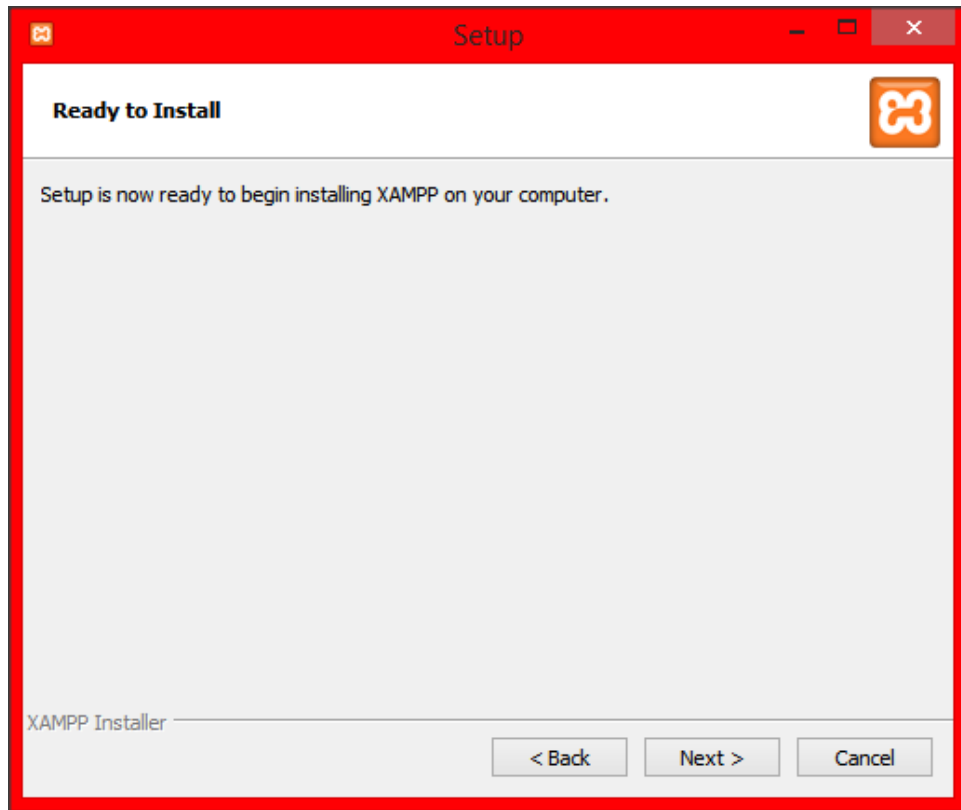 Setup
Ready to Install
Setup is now ready to begin installing XAMPP on your computer.
XAMPP Installer
< Back Next > Cancel